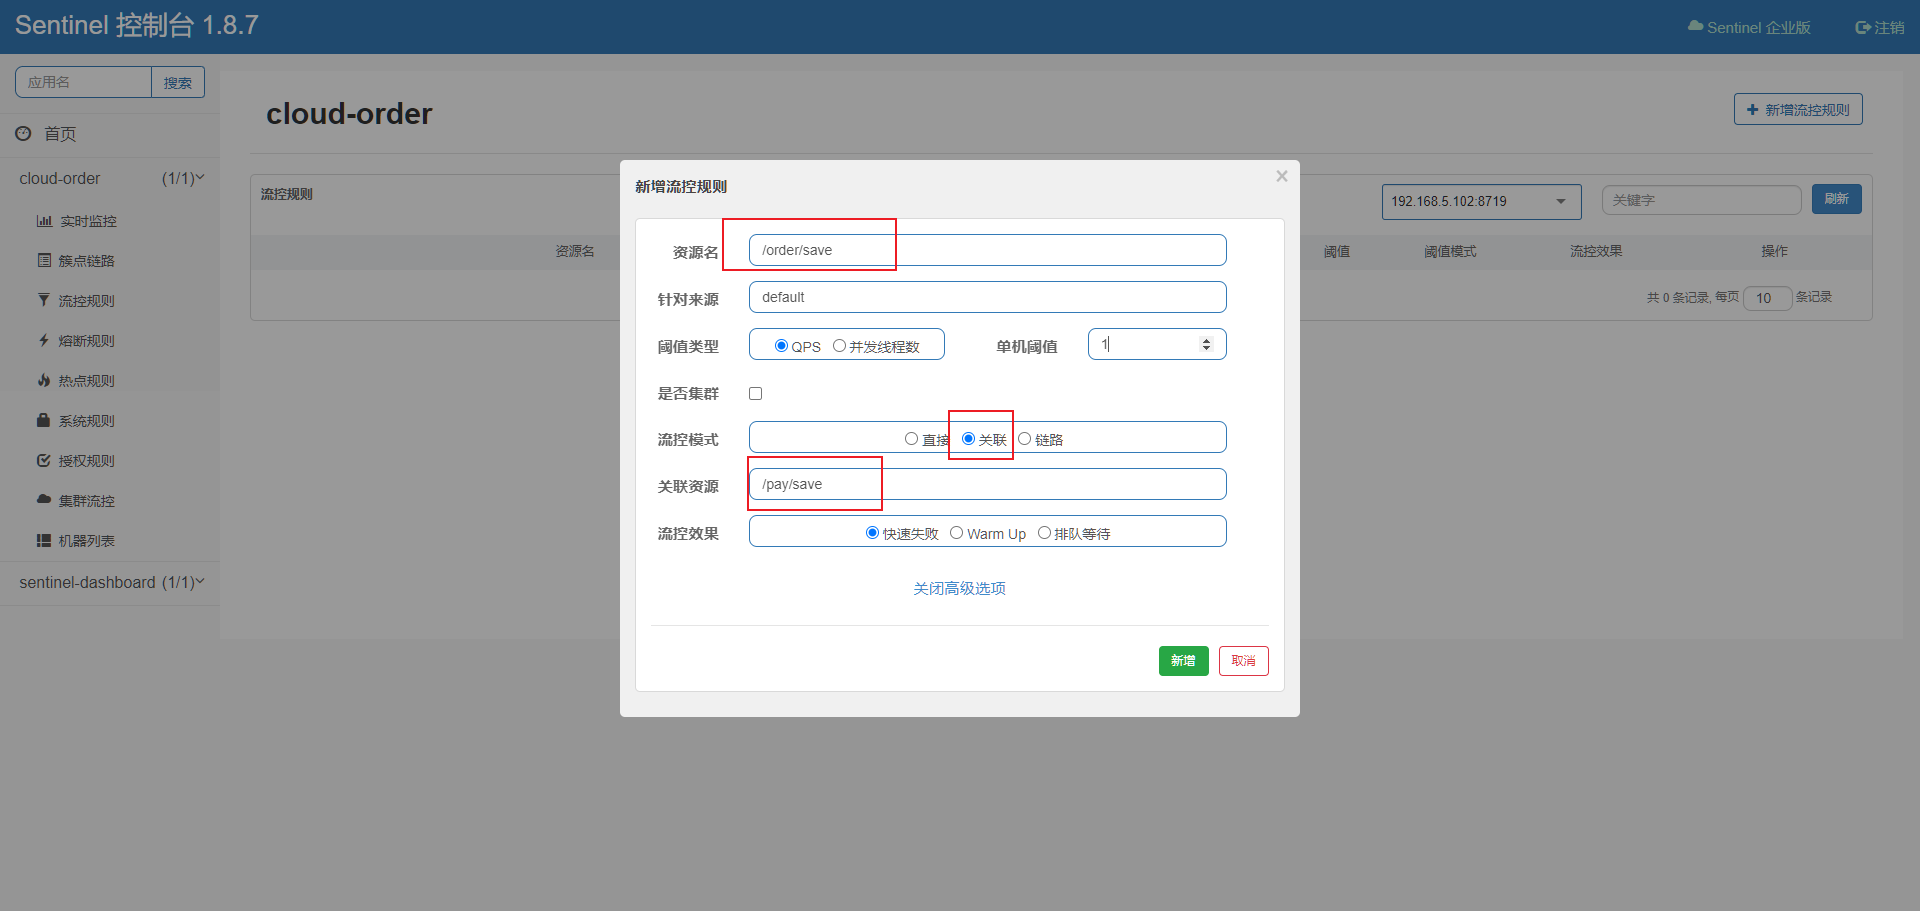 Sentinel 控制台 1.8.7
Sentinel 企业版
注销
应用名
搜索
首页
cloud-order (1/1)
实时监控
簇点链路
流控规则
熔断规则
热点规则
系统规则
授权规则
集群流控
机器列表
sentinel-dashboard (1/1)
cloud-order
新增流控规则
流控规则
192.168.5.102:8719
关键字
刷新
资源名
阈值
阈值模式
流控效果
操作
共 0 条记录, 每页 10 条记录
新增流控规则
×
资源名 /order/save
针对来源 default
阈值类型 QPS 并发线程数 单机阈值 1
是否集群
流控模式 直接 关联 链路
关联资源 /pay/save
流控效果 快速失败 Warm Up 排队等待
关闭高级选项
新增
取消